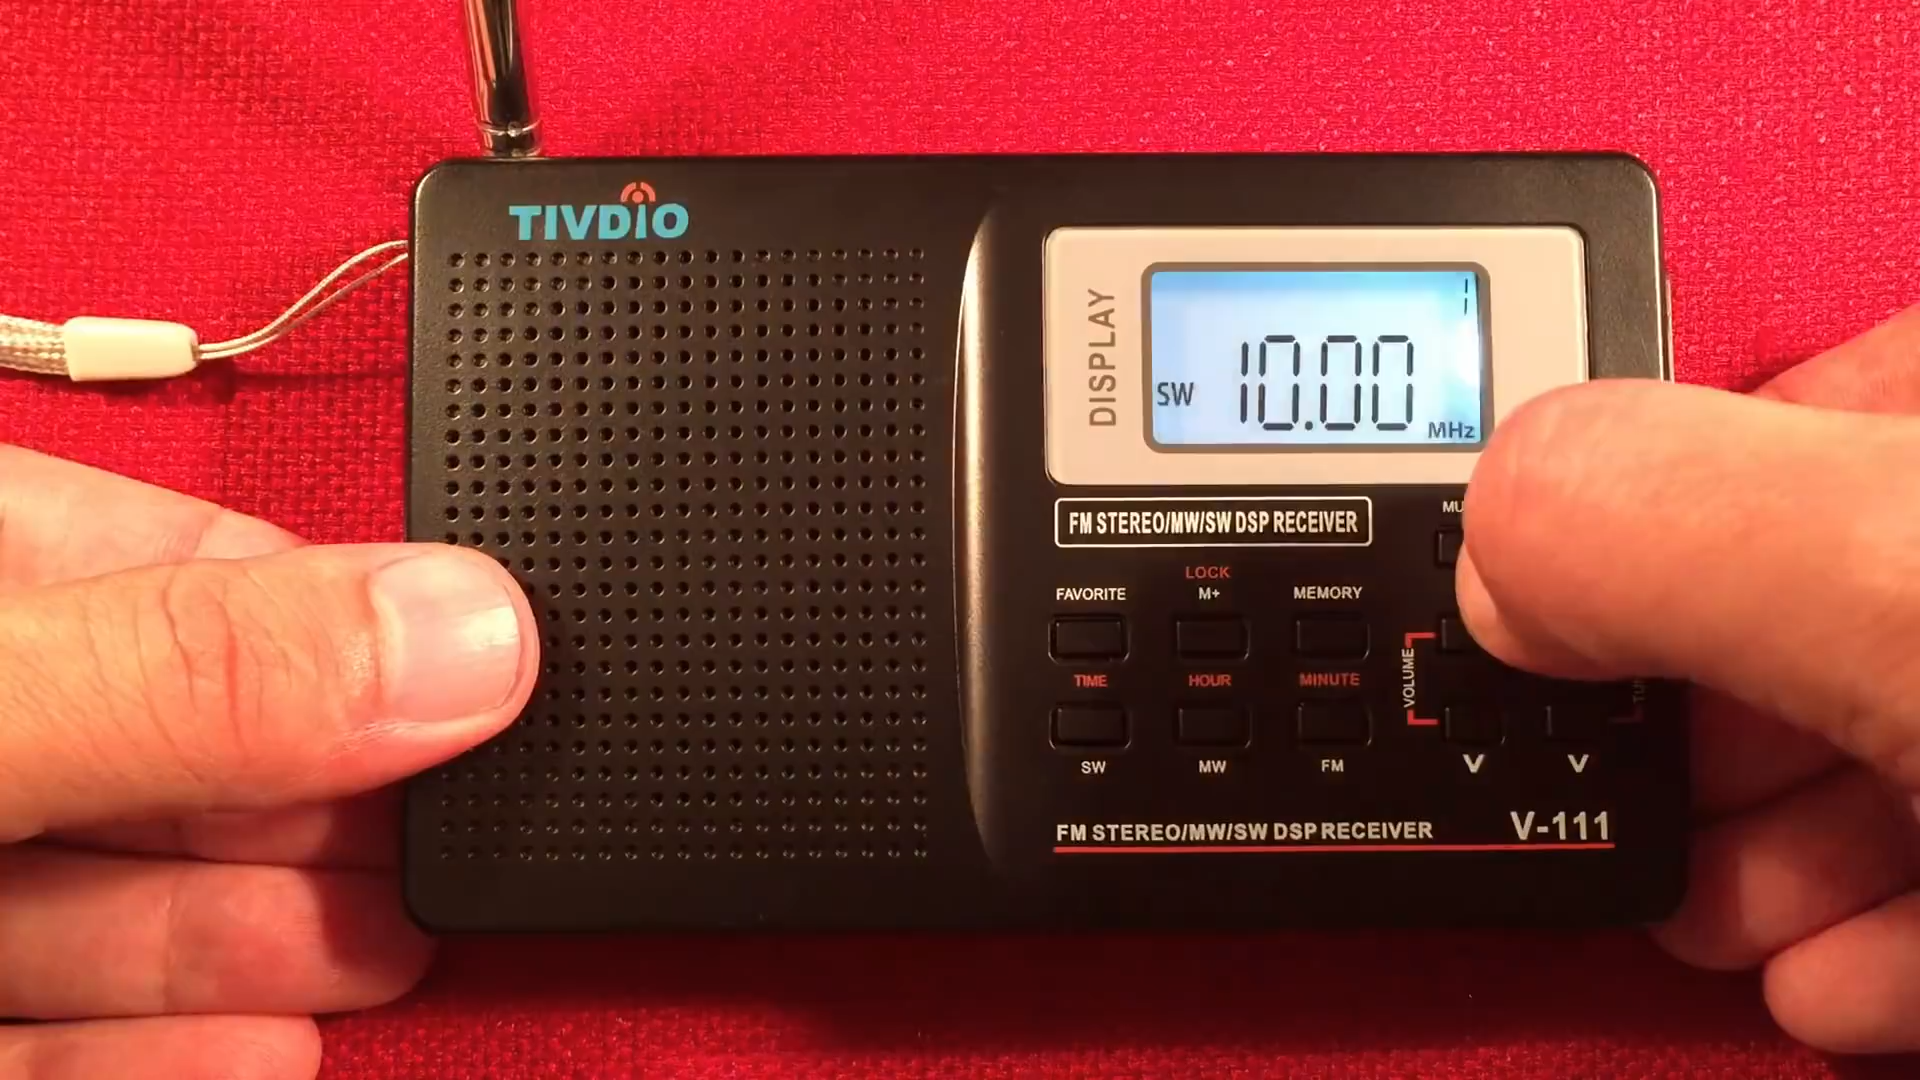 TIVDIO
DISPLAY
1
SW 10.00 MHz
FM STEREO/MW/SW DSP RECEIVER
FAVORITE
LOCK
M+
MEMORY
TIME
HOUR
MINUTE
VOLUME
SW
MW
FM
V
V
FM STEREO/MW/SW DSP RECEIVER
V-111